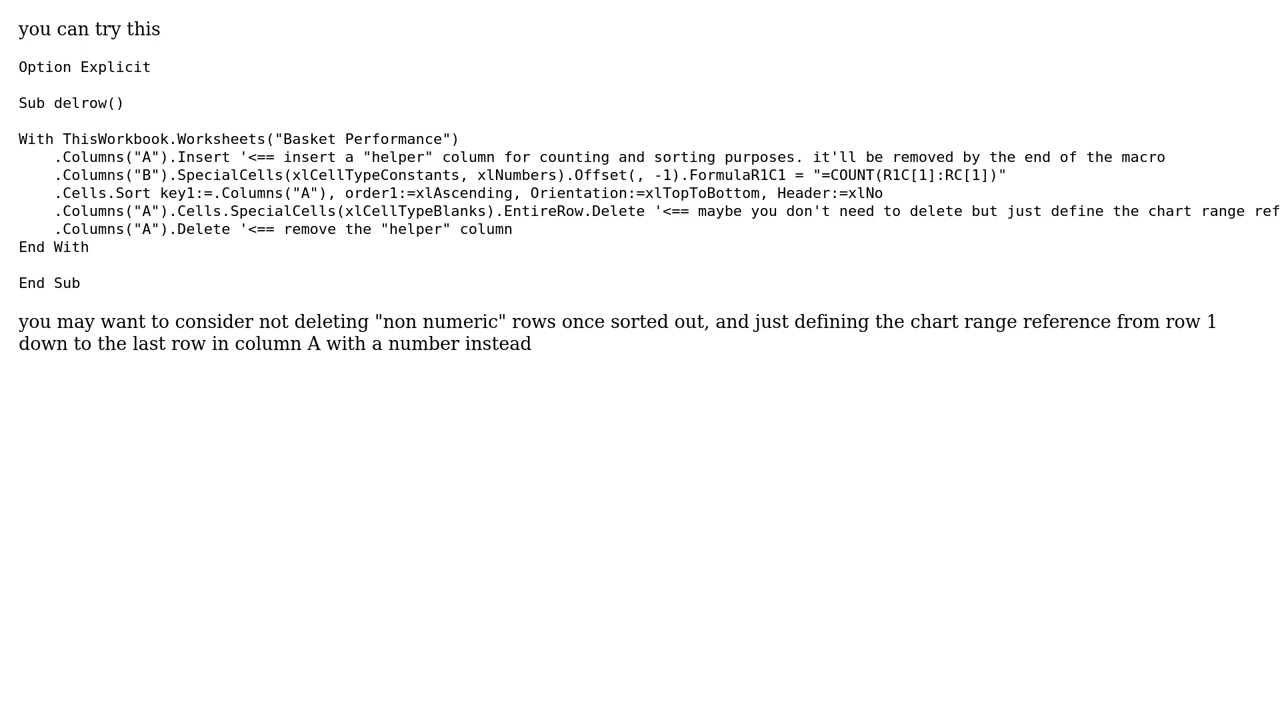 you can try this
Option Explicit
Sub delrow()
With ThisWorkbook.Worksheets("Basket Performance")
    .Columns("A").Insert '<== insert a "helper" column for counting and sorting purposes. it'll be removed by the end of the macro
    .Columns("B").SpecialCells(xlCellTypeConstants, xlNumbers).Offset(, -1).FormulaR1C1 = "=COUNT(R1C[1]:RC[1])"
    .Cells.Sort key1:=.Columns("A"), order1:=xlAscending, Orientation:=xlTopToBottom, Header:=xlNo
    .Columns("A").Cells.SpecialCells(xlCellTypeBlanks).EntireRow.Delete '<== maybe you don't need to delete but just define the chart range ref
    .Columns("A").Delete '<== remove the "helper" column
End With
End Sub
you may want to consider not deleting "non numeric" rows once sorted out, and just defining the chart range reference from row 1
down to the last row in column A with a number instead